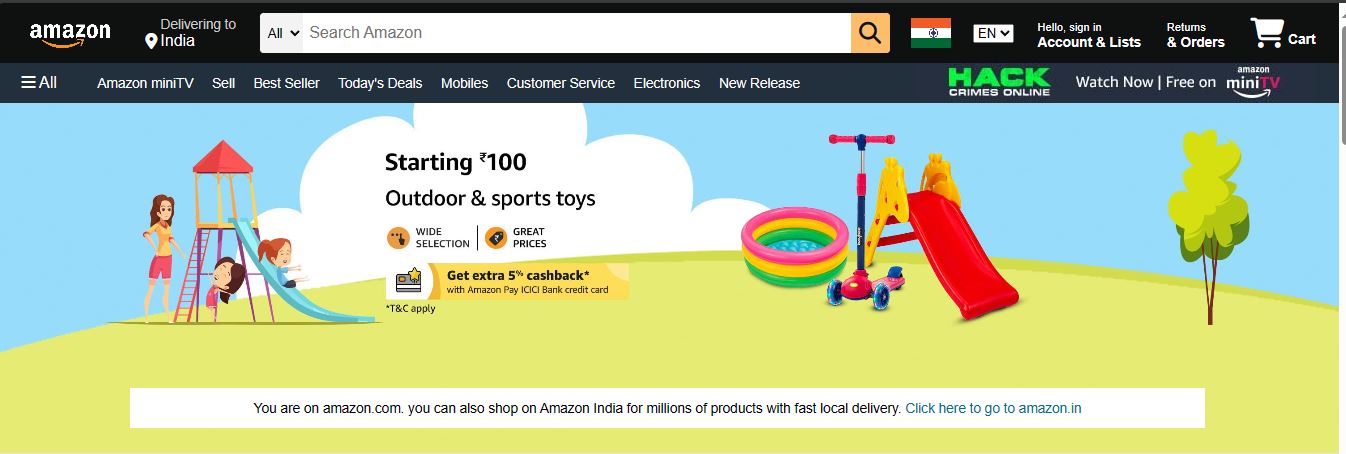 amazon
Delivering to
India
All
Search Amazon
EN
Hello, sign in
Account & Lists
Returns
& Orders
Cart
All
Amazon miniTV
Sell
Best Seller
Today's Deals
Mobiles
Customer Service
Electronics
New Release
HACK
CRIMES ONLINE
Watch Now | Free on
amazon
miniTV
Starting ₹100
Outdoor & sports toys
WIDE
SELECTION
GREAT
PRICES
Get extra 5% cashback*
with Amazon Pay ICICI Bank credit card
*T&C apply
You are on amazon.com. you can also shop on Amazon India for millions of products with fast local delivery. Click here to go to amazon.in